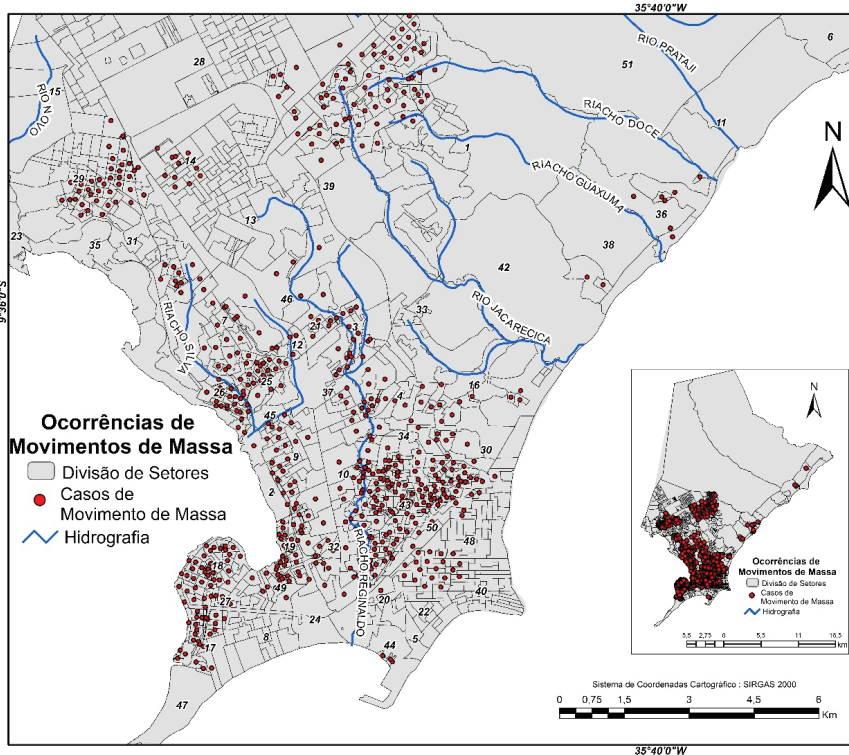 35°40'0"W
28
15
RIO NOVO
51
6
RIO PRATAJI
RIACHO DOCE
11
N
14
29
1
RIACHO GUAXUMA
39
36
13
23
35
31
38
42
9°36'0"S
46
RIACHO SILVA
7
21
3
33
RIO JACARECICA
12
25
26
37
4
16
45
34
30
9
10
2
43
50
48
19
32
18
49
27
RIACHO REGINALDO
20
40
22
24
5
17
8
44
47
Ocorrências de
Movimentos de Massa
Divisão de Setores
Casos de
Movimento de Massa
Hidrografia
N
Ocorrências de
Movimentos de Massa
Divisão de Setores
Casos de
Movimento de Massa
Hidrografia
5,5 2,75 0 5,5 11 16,5
km
Sistema de Coordenadas Cartográfico : SIRGAS 2000
0 0,75 1,5 3 4,5 6
Km
35°40'0"W